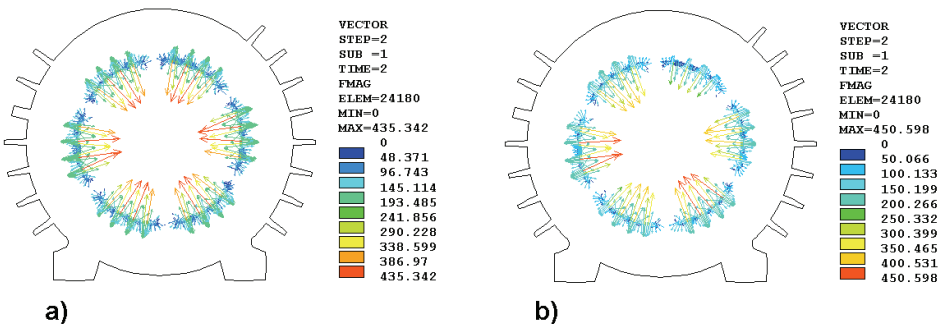 VECTOR
STEP=2
SUB =1
TIME=2
FMAG
ELEM=24180
MIN=0
MAX=435.342
0
48.371
96.743
145.114
193.485
241.856
290.228
338.599
386.97
435.342
a)
VECTOR
STEP=2
SUB =1
TIME=2
FMAG
ELEM=24180
MIN=0
MAX=450.598
0
50.066
100.133
150.199
200.266
250.332
300.399
350.465
400.531
450.598
b)